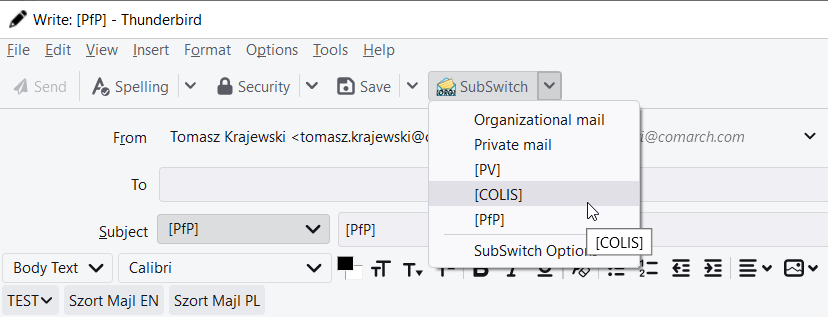 Write: [PfP] - Thunderbird
File Edit View Insert Format Options Tools Help
Send Spelling Security Save SubSwitch
Organizational mail
Private mail
[PV]
[COLIS]
[PfP]
SubSwitch Option
[COLIS]
From Tomasz Krajewski <tomasz.krajewski@ i@comarch.com
To
Subject [PfP] [PfP]
Body Text Calibri
TEST Szort Majl EN Szort Majl PL